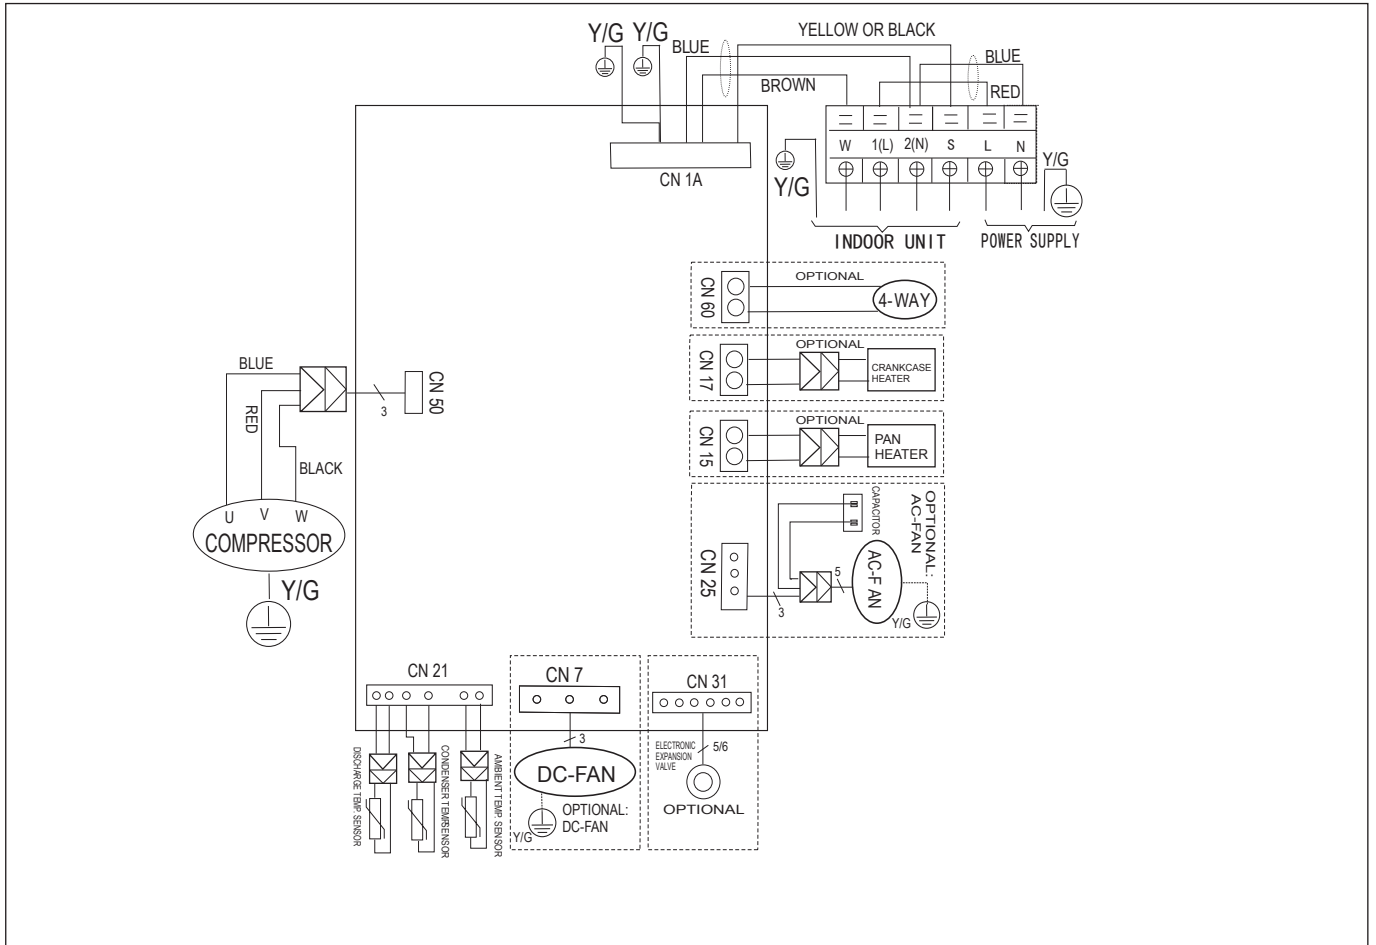 Y/G Y/G
BLUE
YELLOW OR BLACK
BROWN
BLUE
RED
W 1(L) 2(N) S L N
Y/G
Y/G
CN 1A
INDOOR UNIT
POWER SUPPLY
CN 60
OPTIONAL
4-WAY
CN 17
OPTIONAL
CRANKCASE
HEATER
CN 15
OPTIONAL
PAN
HEATER
BLUE
RED
BLACK
3
CN 50
U V W
COMPRESSOR
Y/G
CN 25
3
CAPACITOR
5
AC-F AN
OPTIONAL:
AC-FAN
Y/G
CN 21
DISCHARGE TEMP. SENSOR
CONDENSER TEMP.SENSOR
AMBIENT TEMP. SENSOR
CN 7
3
DC-FAN
OPTIONAL:
DC-FAN
Y/G
CN 31
ELECTRONIC
EXPANSION
VALVE
5/6
OPTIONAL